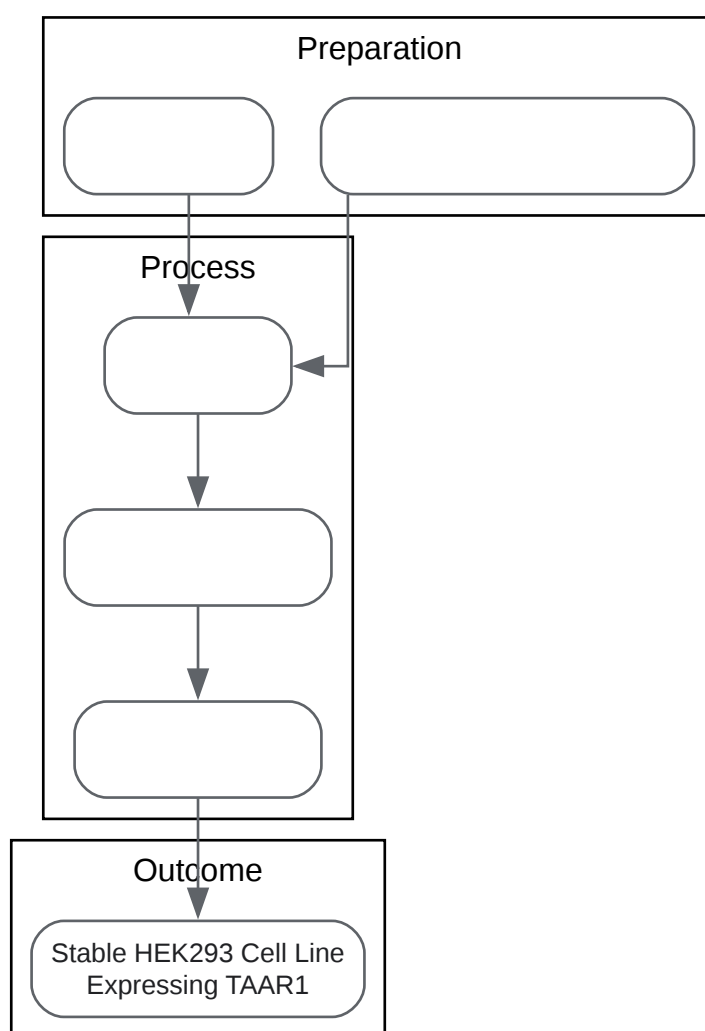 Preparation
Process
Outcome
Stable HEK293 Cell Line
Expressing TAAR1